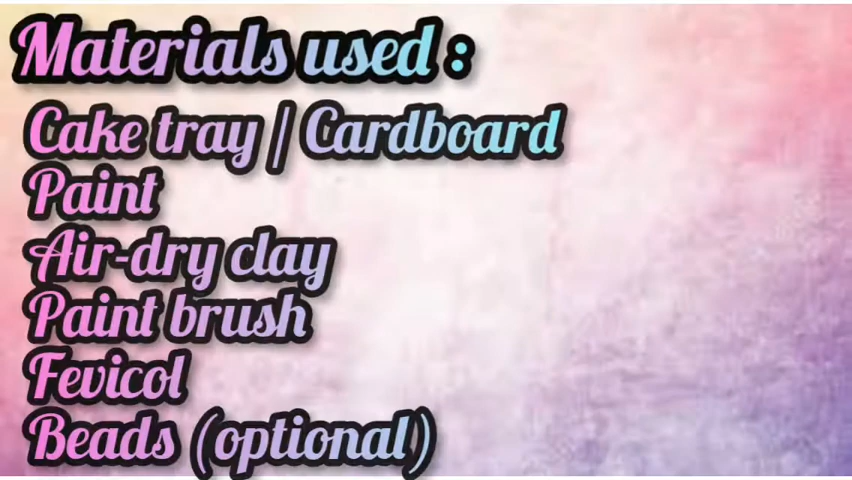 Materials used :
Cake tray / Cardboard
Paint
Air-dry clay
Paint brush
Fevicol
Beads (optional)